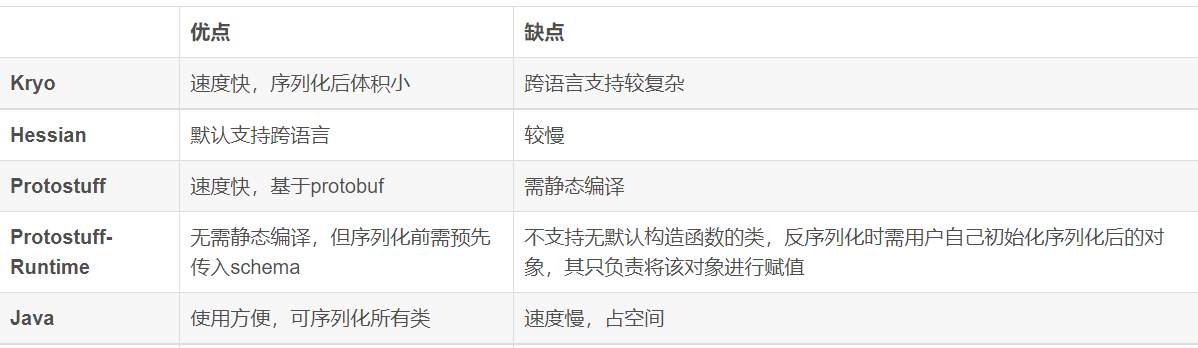 优点 缺点
Kryo 速度快，序列化后体积小 跨语言支持较复杂
Hessian 默认支持跨语言 较慢
Protostuff 速度快，基于protobuf 需静态编译
Protostuff- 无需静态编译，但序列化前需预先 不支持无默认构造函数的类，反序列化时需用户自己初始化序列化后的对
Runtime 传入schema 象，其只负责将该对象进行赋值
Java 使用方便，可序列化所有类 速度慢，占空间